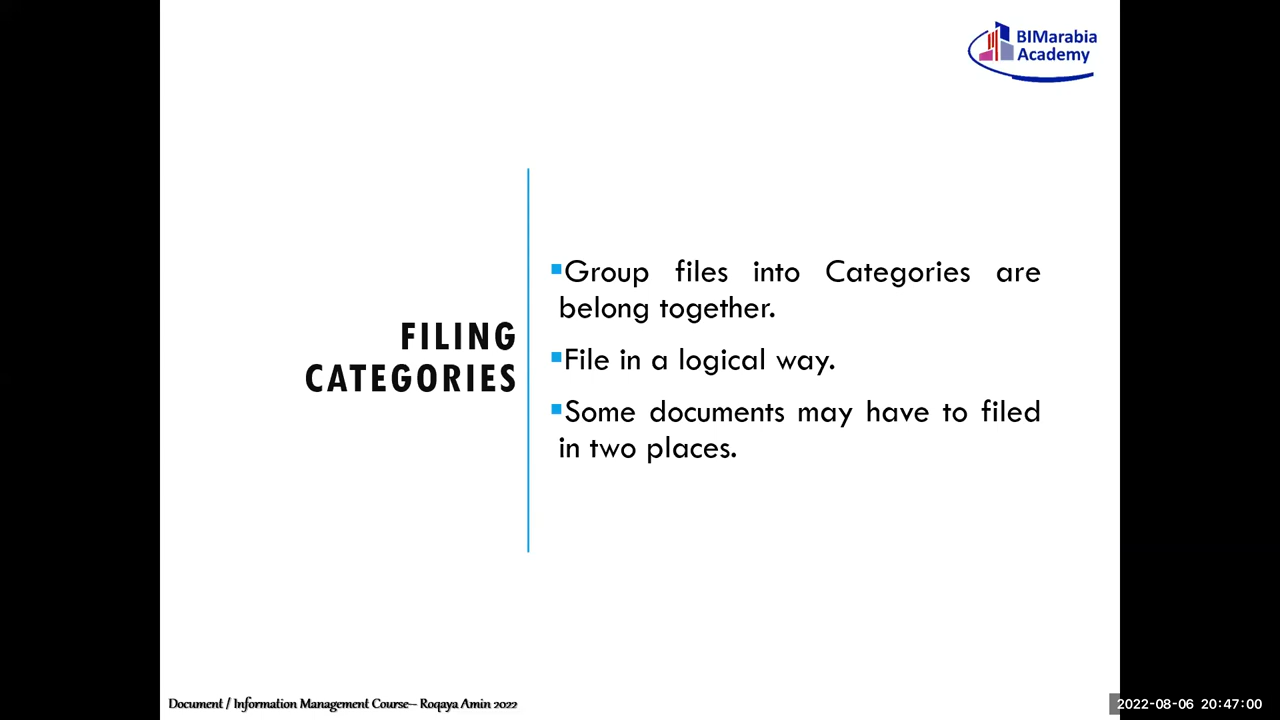 BIMarabia
Academy
FILING
CATEGORIES
▪Group files into Categories are
belong together.
▪File in a logical way.
▪Some documents may have to filed
in two places.
Document / Information Management Course– Roqaya Amin 2022
2022-08-06 20:47:00